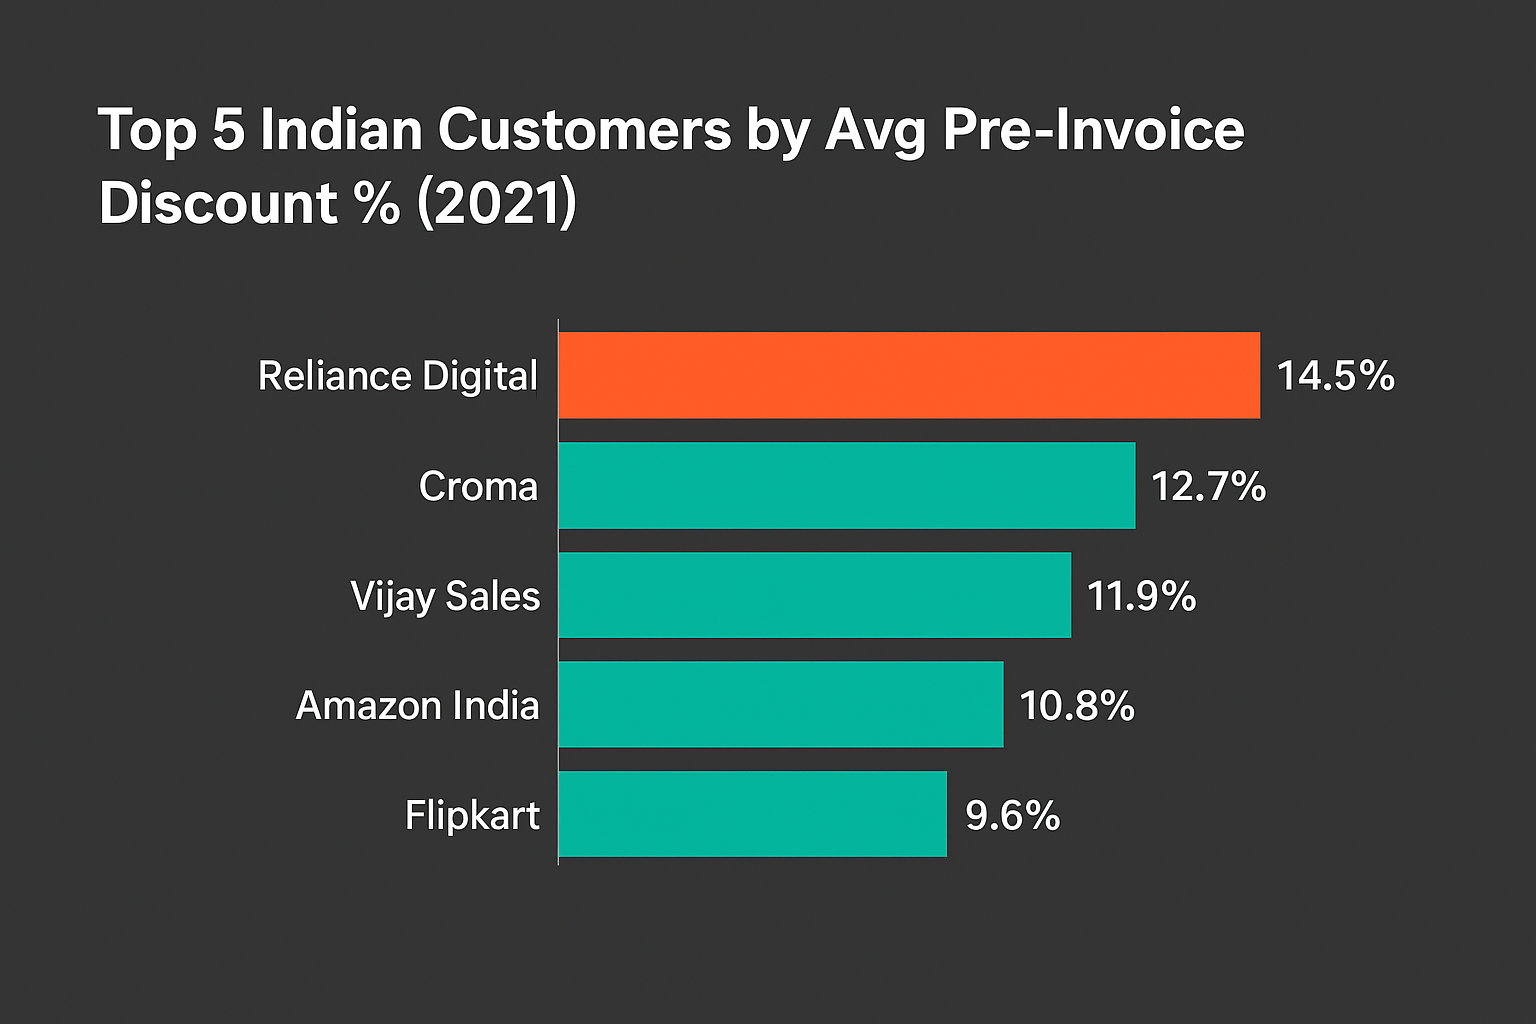 Top 5 Indian Customers by Avg Pre-Invoice
Discount % (2021)
Reliance Digital 14.5%
Croma 12.7%
Vijay Sales 11.9%
Amazon India 10.8%
Flipkart 9.6%